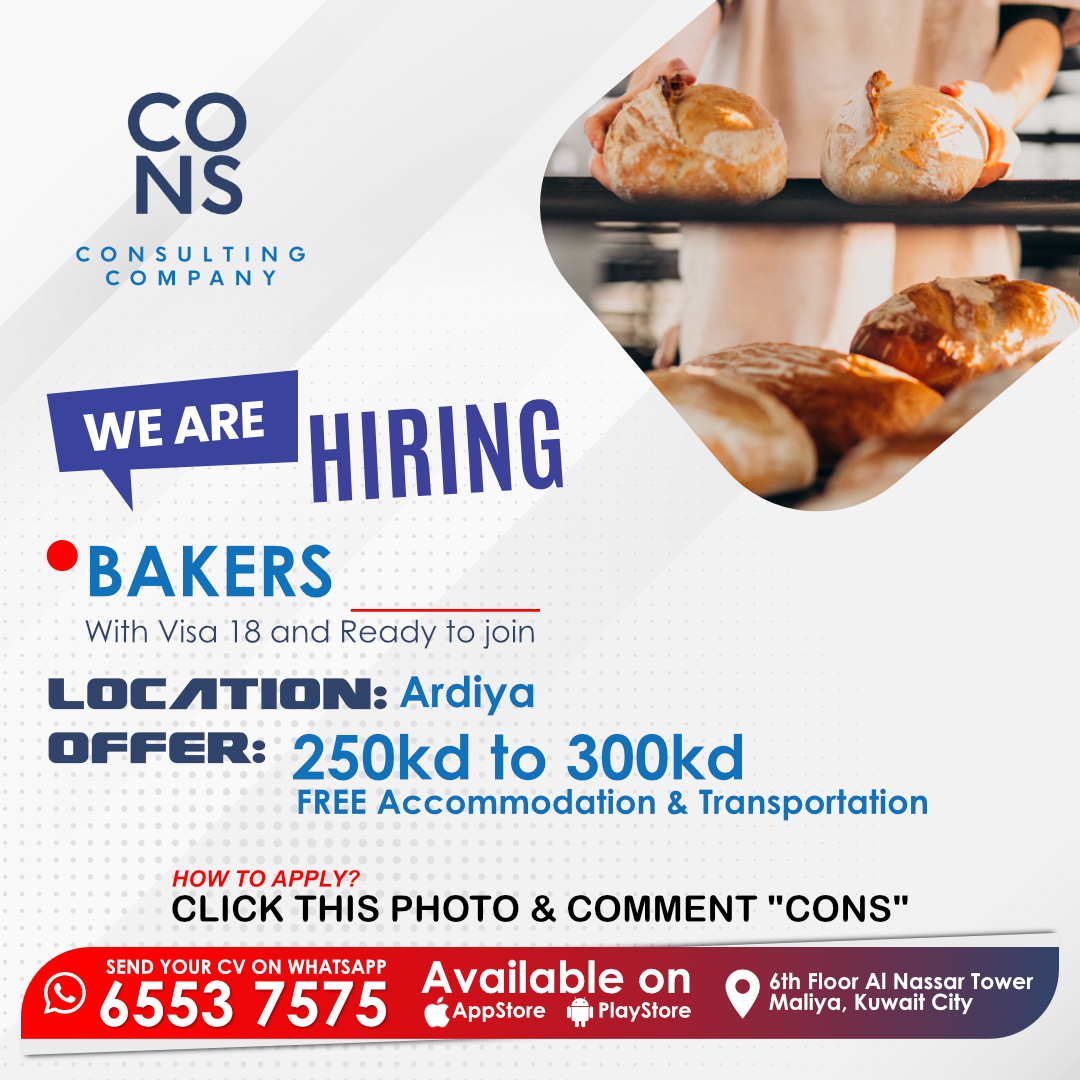 CO
NS
CONSULTING
COMPANY
WE ARE HIRING
BAKERS
With Visa 18 and Ready to join
LOCATION: Ardiya
OFFER: 250kd to 300kd
FREE Accommodation & Transportation
HOW TO APPLY?
CLICK THIS PHOTO & COMMENT "CONS"
SEND YOUR CV ON WHATSAPP
6553 7575
Available on
AppStore PlayStore
6th Floor Al Nassar Tower
Maliya, Kuwait City